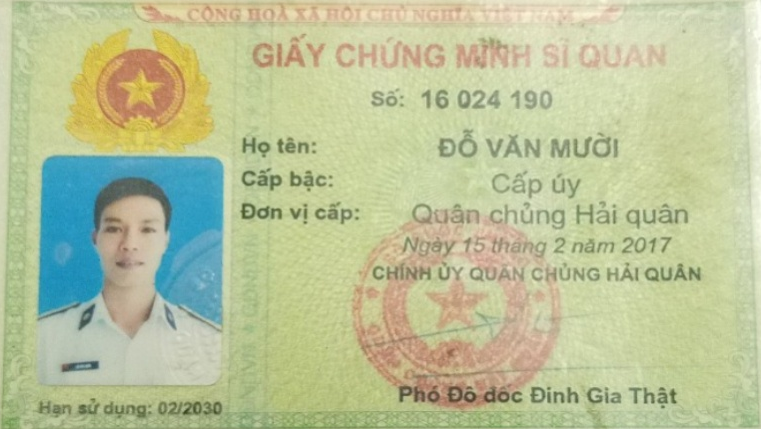 CỘNG HOÀ XÃ HỘI CHỦ NGHĨA VIỆT NAM
GIẤY CHỨNG MINH SĨ QUAN
Số: 16 024 190
Họ tên: ĐỖ VĂN MƯỜI
Cấp bậc: Cấp úy
Đơn vị cấp: Quân chủng Hải quân
Ngày 15 tháng 2 năm 2017
CHÍNH ỦY QUÂN CHỦNG HẢI QUÂN
Phó Đô đốc Đinh Gia Thật
Hạn sử dụng: 02/2030